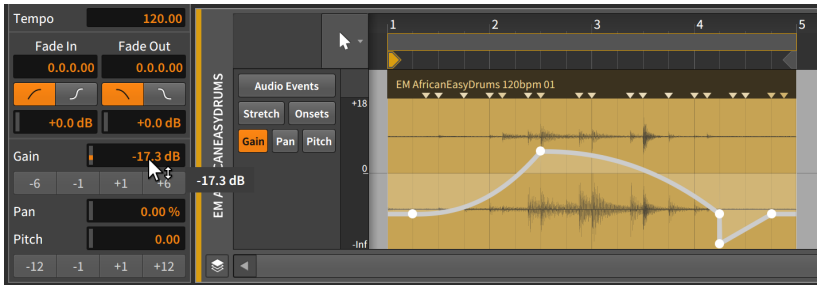 Tempo 120.00
Fade In Fade Out
0.0.0.00 0.0.0.00
+0.0 dB +0.0 dB
Gain -17.3 dB
-6 -1 +1 +6
-17.3 dB
Pan 0.00 %
Pitch 0.00
-12 -1 +1 +12
EM AFRICANEASYDRUMS
Audio Events
Stretch Onsets
Gain Pan Pitch
1 2 3 4 5
EM AfricanEasyDrums 120bpm 01
+18
0
-Inf